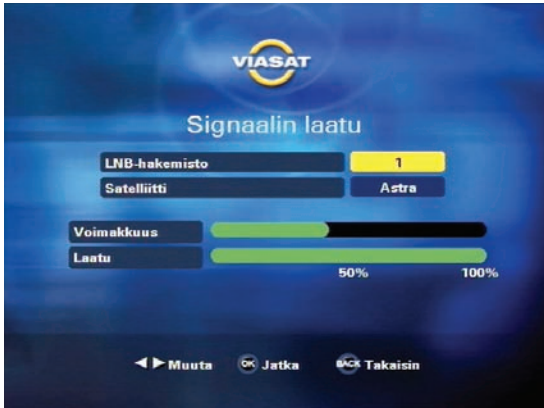 VIASAT
Signaalin laatu
LNB-hakemisto 1
Satelliitti Astra
Voimakkuus
Laatu
50% 100%
Muuta OK Jatka BACK Takaisin